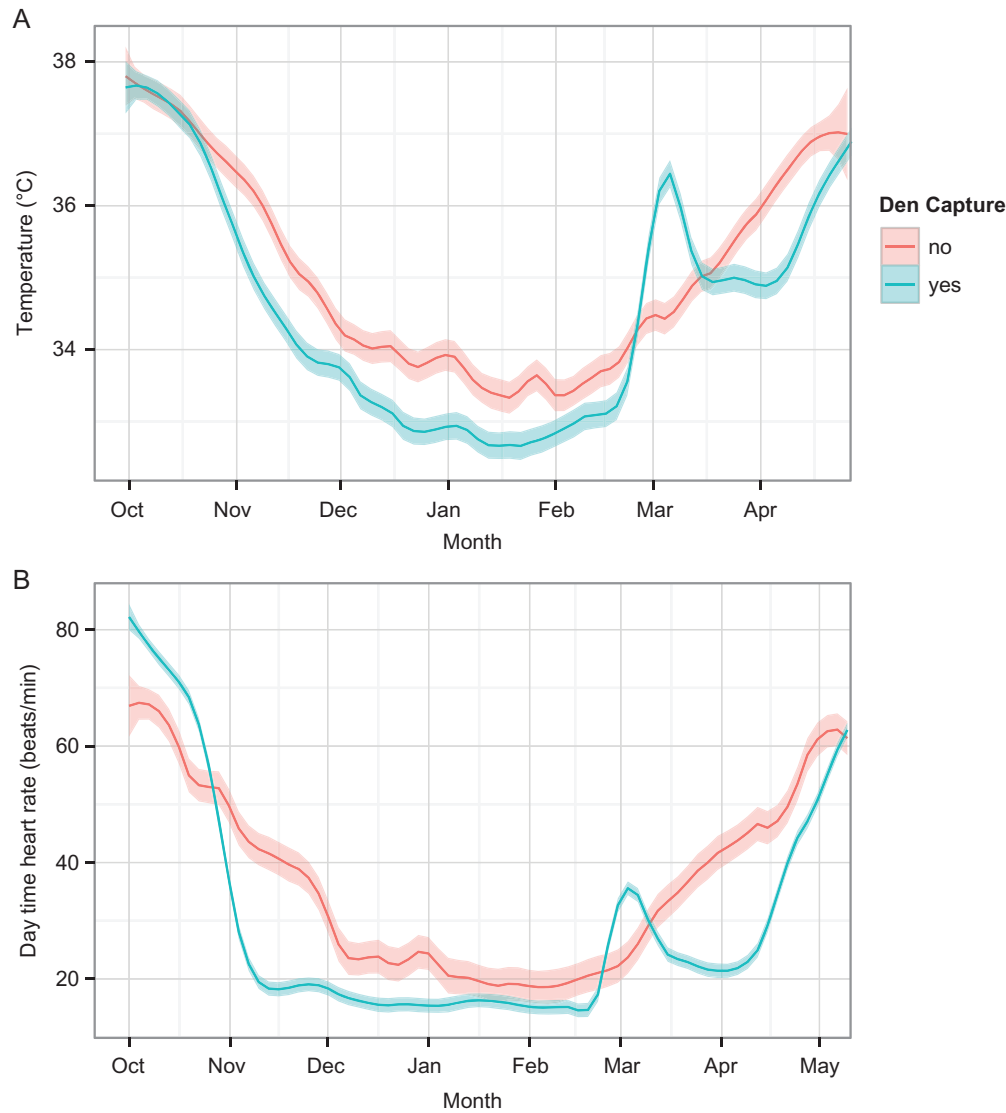 A
38
36
34
Temperature (°C)
Oct Nov Dec Jan Feb Mar Apr
Month
Den Capture
no
yes
B
80
60
40
20
Day time heart rate (beats/min)
Oct Nov Dec Jan Feb Mar Apr May
Month